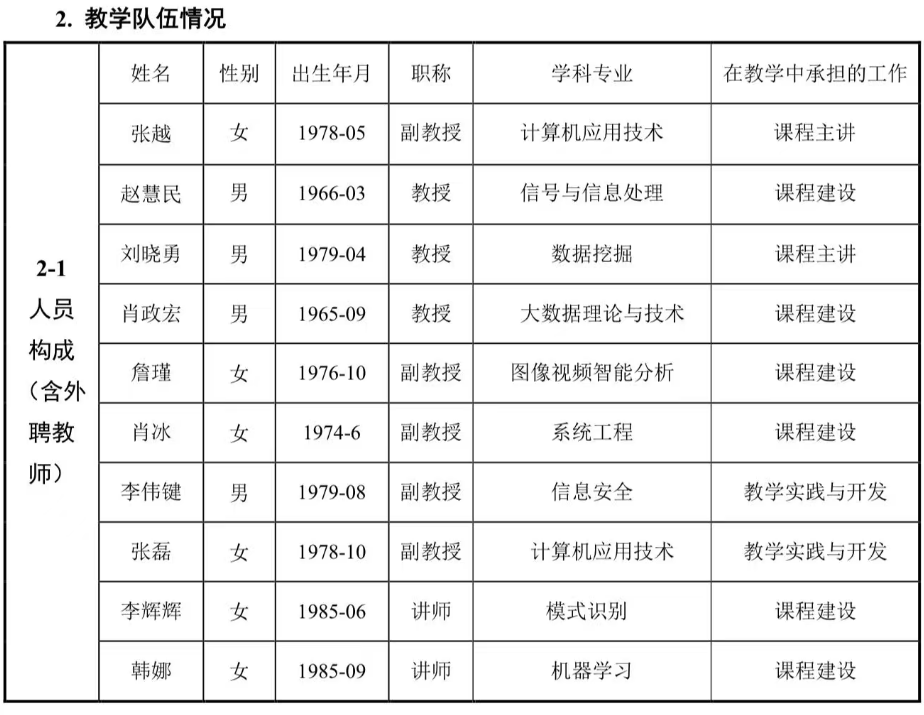 2. 教学队伍情况
2-1
人员
构成
（含外
聘教
师）
姓名 性别 出生年月 职称 学科专业 在教学中承担的工作
张越 女 1978-05 副教授 计算机应用技术 课程主讲
赵慧民 男 1966-03 教授 信号与信息处理 课程建设
刘晓勇 男 1979-04 教授 数据挖掘 课程主讲
肖政宏 男 1965-09 教授 大数据理论与技术 课程建设
詹瑾 女 1976-10 副教授 图像视频智能分析 课程建设
肖冰 女 1974-6 副教授 系统工程 课程建设
李伟键 男 1979-08 副教授 信息安全 教学实践与开发
张磊 女 1978-10 副教授 计算机应用技术 教学实践与开发
李辉辉 女 1985-06 讲师 模式识别 课程建设
韩娜 女 1985-09 讲师 机器学习 课程建设